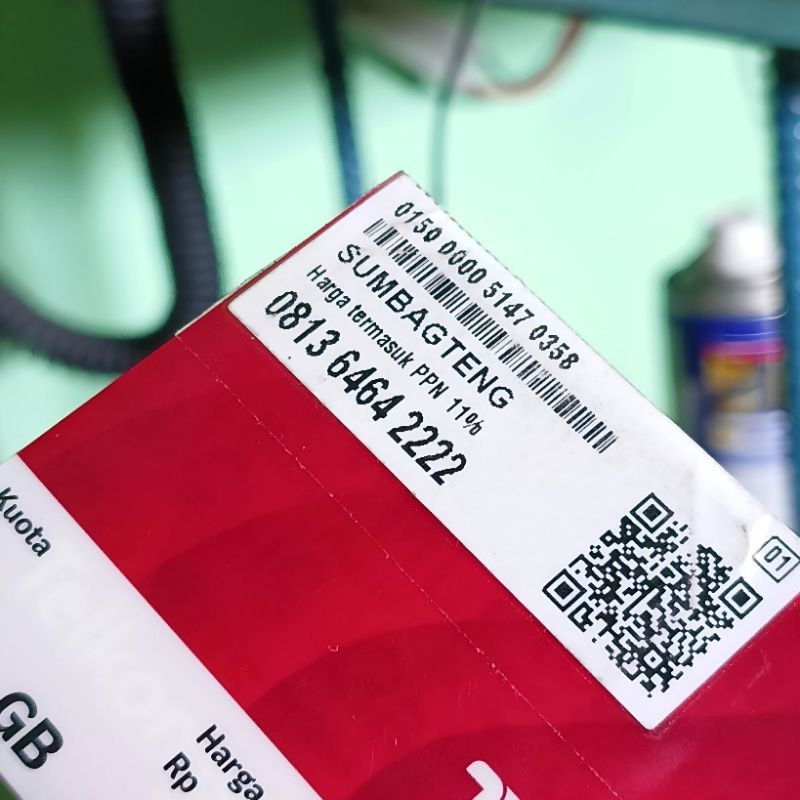 0150 0000 5147 0358
SUMBAGTENG
Harga termasuk PPN 11%
0813 6464 2222
01
Kuota
GB
Harga
Rp